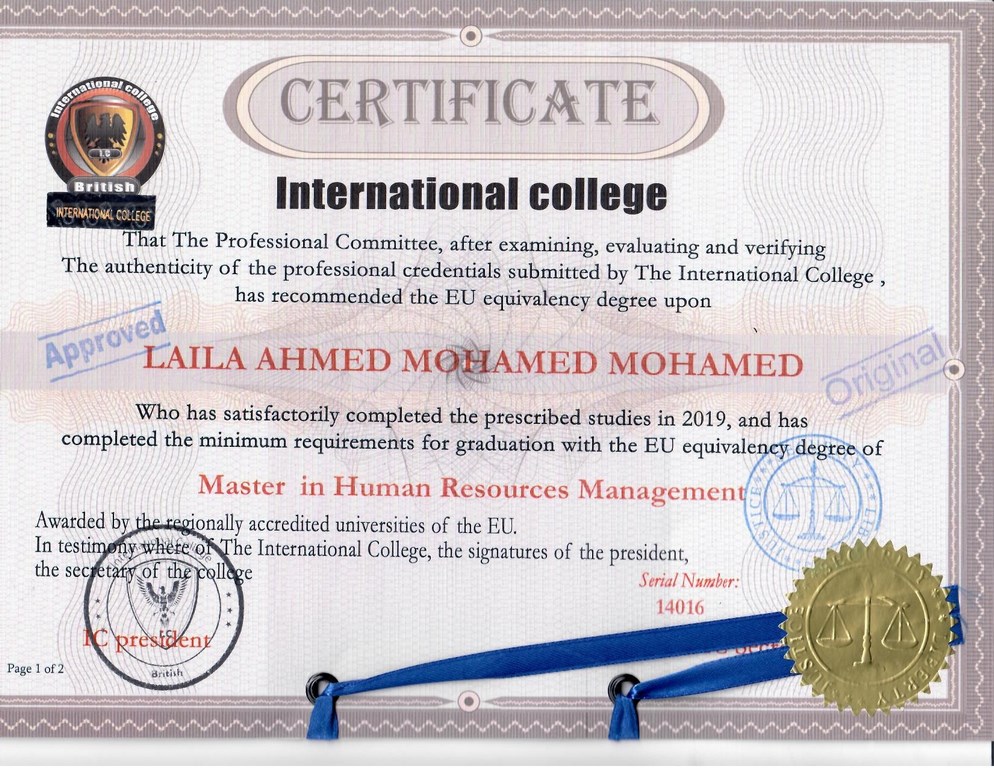 CERTIFICATE
International college
British
INTERNATIONAL COLLEGE
International college
That The Professional Committee, after examining, evaluating and verifying
The authenticity of the professional credentials submitted by The International College ,
has recommended the EU equivalency degree upon
Approved
LAILA AHMED MOHAMED MOHAMED
Original
Who has satisfactorily completed the prescribed studies in 2019, and has
completed the minimum requirements for graduation with the EU equivalency degree of
Master in Human Resources Management
Awarded by the regionally accredited universities of the EU.
In testimony where of The International College, the signatures of the president,
the secretary of the college
Serial Number:
14016
IC president
British
Page 1 of 2